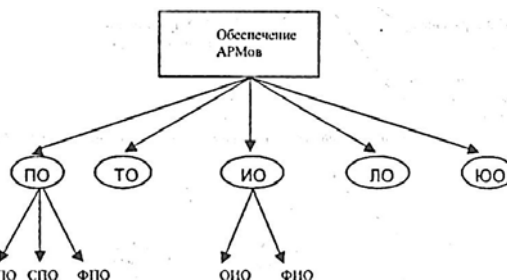 Обеспечение
АРМов
ПО ТО ИО ЛО ЮО
СПО ФПО ОИО ФИО